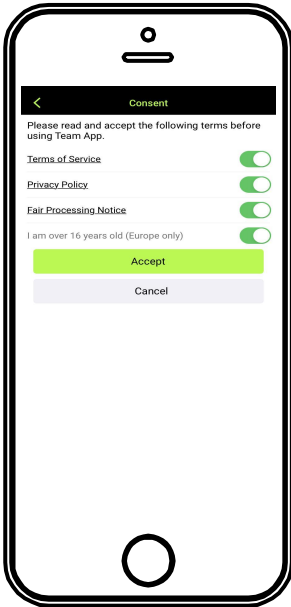 Consent
Please read and accept the following terms before
using Team App.
Terms of Service
Privacy Policy
Fair Processing Notice
I am over 16 years old (Europe only)
Accept
Cancel